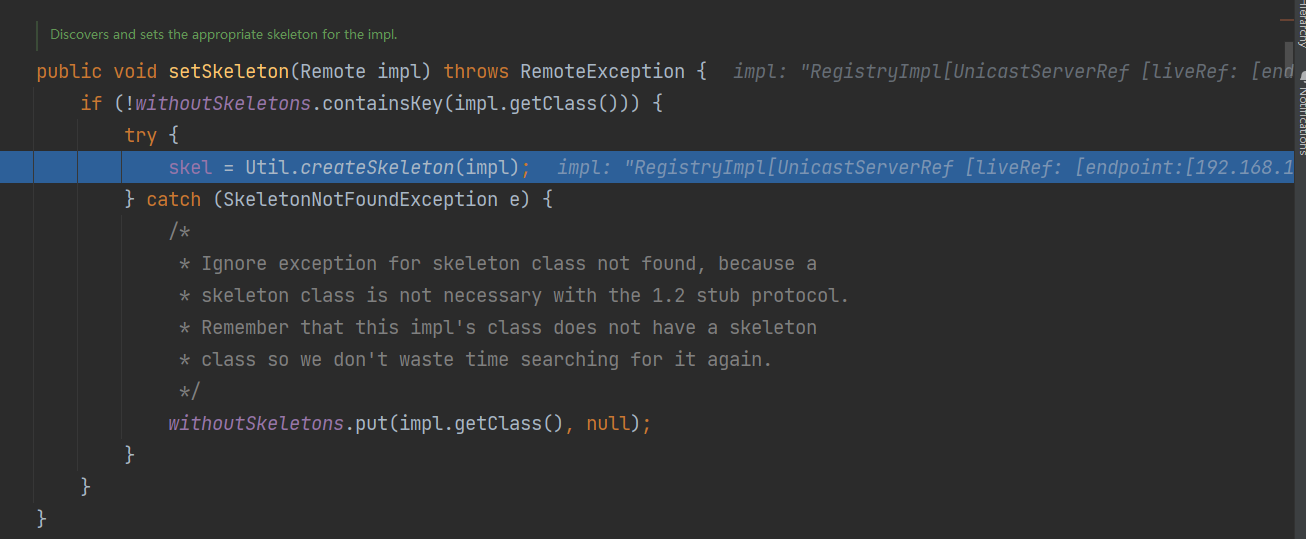 Discovers and sets the appropriate skeleton for the impl.
public void setSkeleton(Remote impl) throws RemoteException {  impl: "RegistryImpl[UnicastServerRef [liveRef: [end
if (!withoutSkeletons.containsKey(impl.getClass())) {
try {
skel = Util.createSkeleton(impl);  impl: "RegistryImpl[UnicastServerRef [liveRef: [endpoint:[192.168.1
} catch (SkeletonNotFoundException e) {
/*
* Ignore exception for skeleton class not found, because a
* skeleton class is not necessary with the 1.2 stub protocol.
* Remember that this impl's class does not have a skeleton
* class so we don't waste time searching for it again.
*/
withoutSkeletons.put(impl.getClass(), null);
}
}
}
Notifications